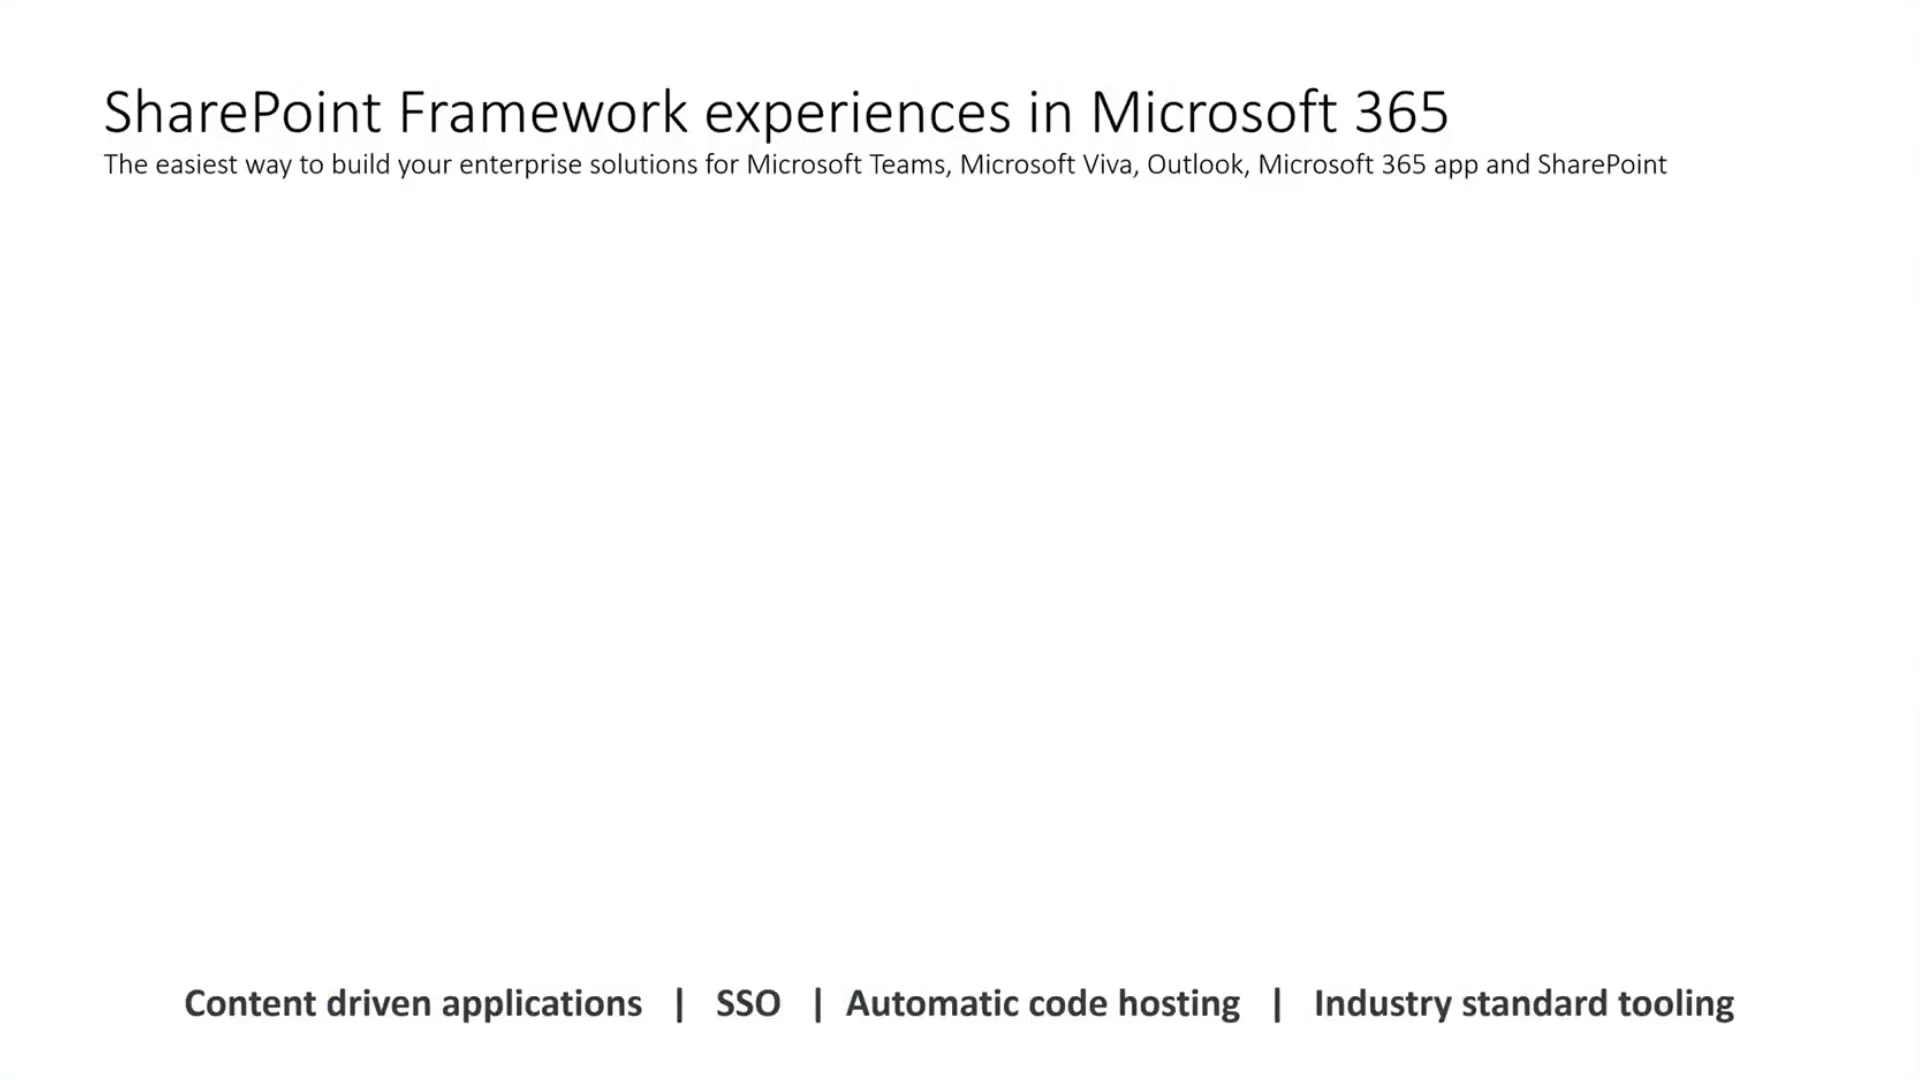 SharePoint Framework experiences in Microsoft 365
The easiest way to build your enterprise solutions for Microsoft Teams, Microsoft Viva, Outlook, Microsoft 365 app and SharePoint
Content driven applications | SSO | Automatic code hosting | Industry standard tooling